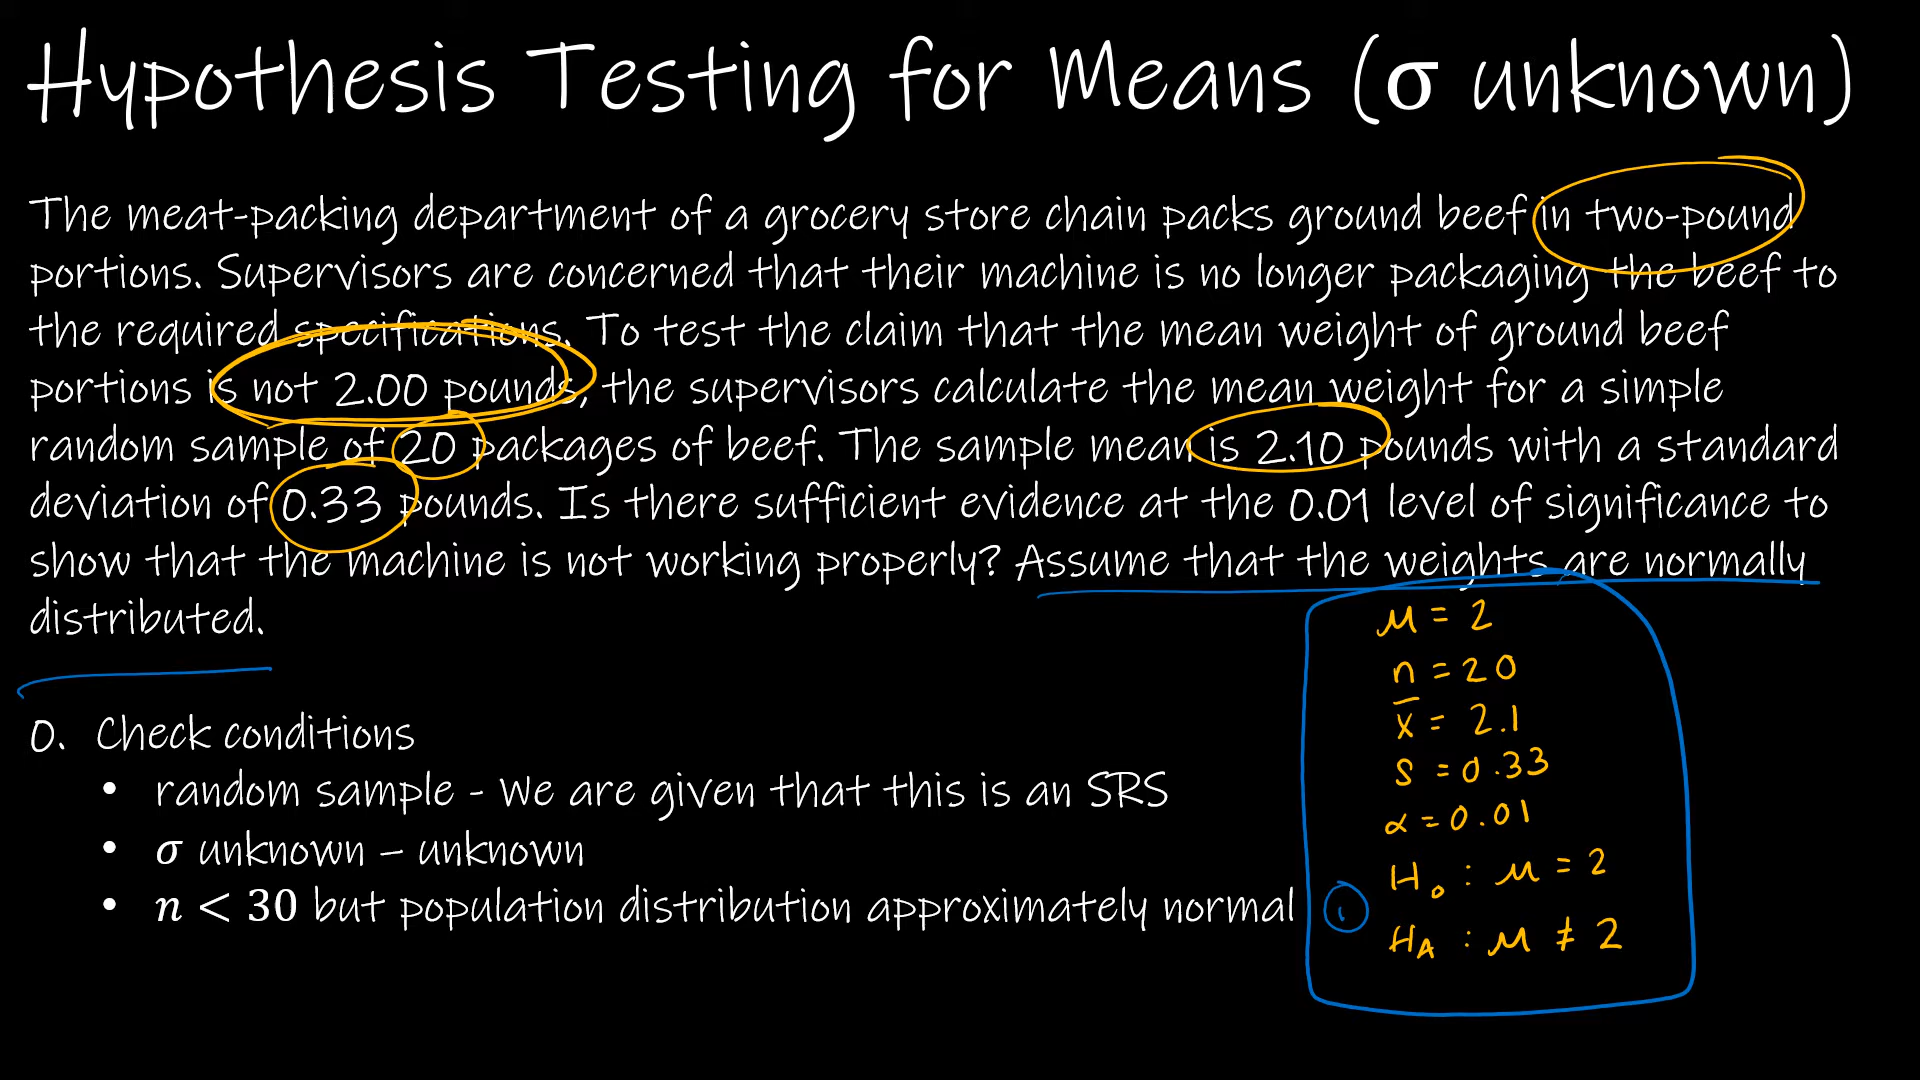 Hypothesis Testing for Means (σ unknown)
The meat-packing department of a grocery store chain packs ground beef in two-pound
portions. Supervisors are concerned that their machine is no longer packaging the beef to
the required specifications. To test the claim that the mean weight of ground beef
portions is not 2.00 pounds, the supervisors calculate the mean weight for a simple
random sample of 20 packages of beef. The sample mean is 2.10 pounds with a standard
deviation of 0.33 pounds. Is there sufficient evidence at the 0.01 level of significance to
show that the machine is not working properly? Assume that the weights are normally
distributed.
0. Check conditions
• random sample - We are given that this is an SRS
• σ unknown – unknown
• n < 30 but population distribution approximately normal
μ = 2
n = 20
x̄ = 2.1
s = 0.33
α = 0.01
H₀ : μ = 2
1
H_A : μ ≠ 2